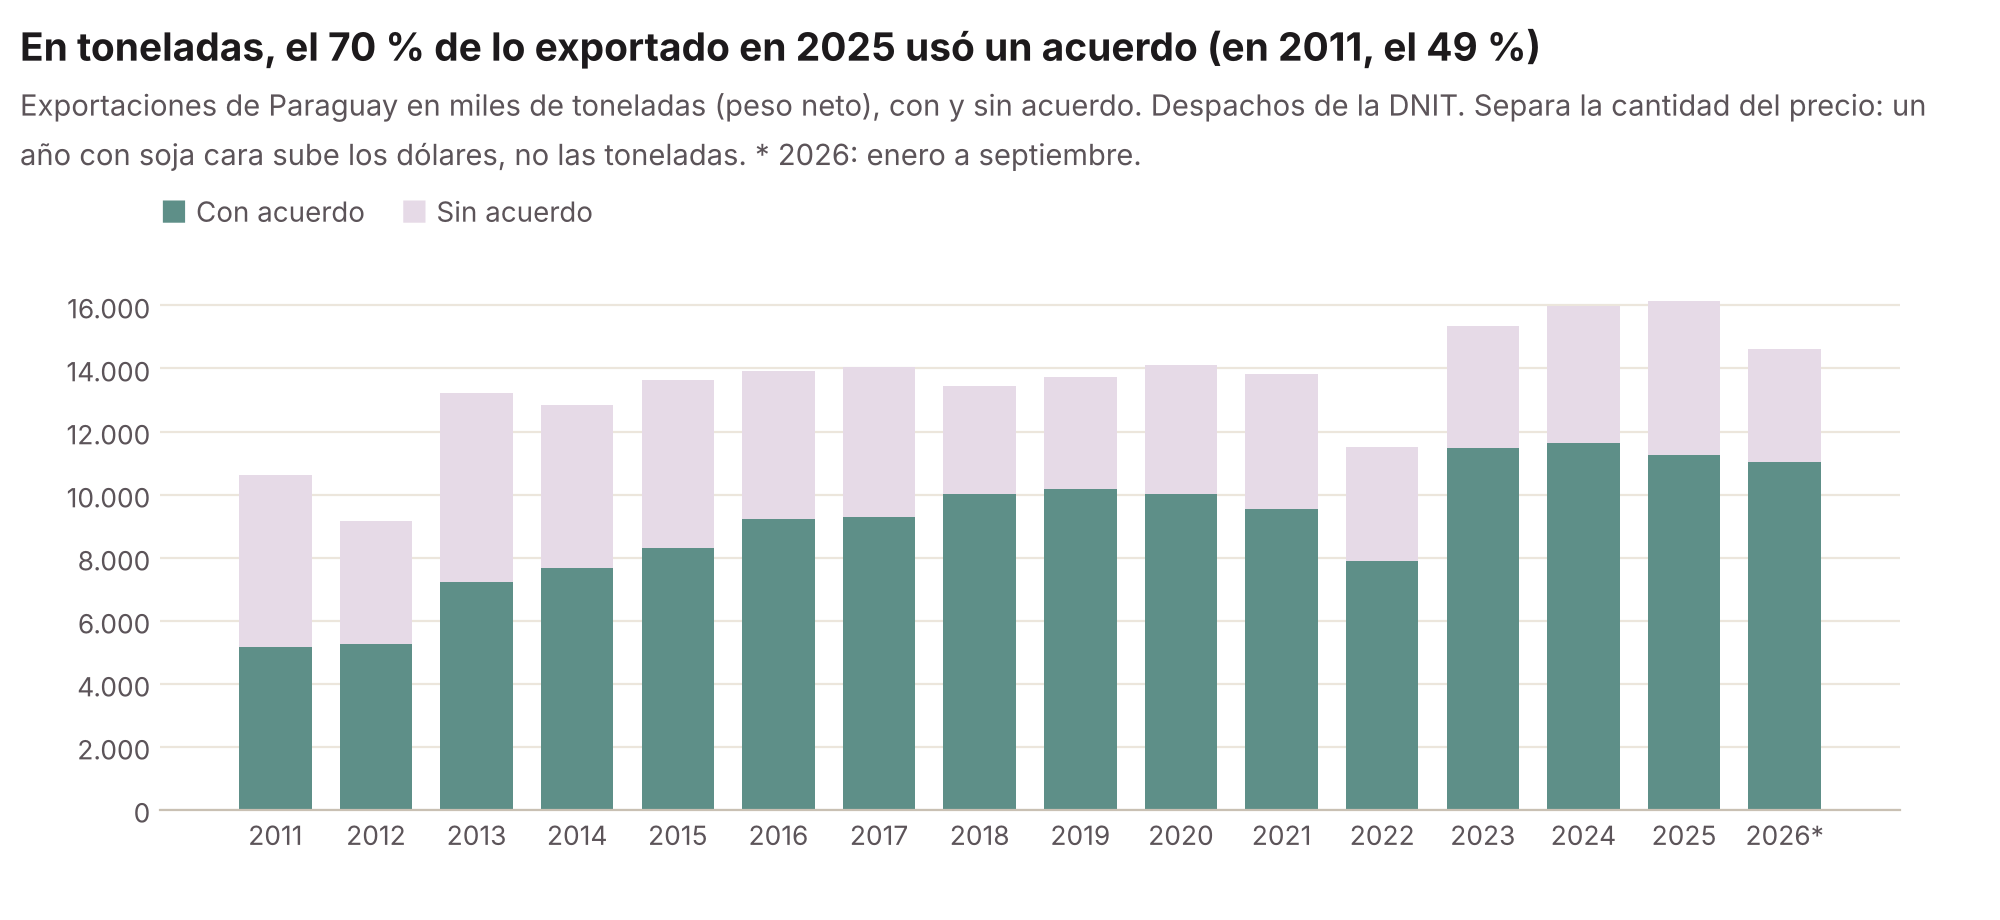 En toneladas, el 70 % de lo exportado en 2025 usó un acuerdo (en 2011, el 49 %)
Exportaciones de Paraguay en miles de toneladas (peso neto), con y sin acuerdo. Despachos de la DNIT. Separa la cantidad del precio: un
año con soja cara sube los dólares, no las toneladas. * 2026: enero a septiembre.
Con acuerdo Sin acuerdo
16.000
14.000
12.000
10.000
8.000
6.000
4.000
2.000
0
2011 2012 2013 2014 2015 2016 2017 2018 2019 2020 2021 2022 2023 2024 2025 2026*